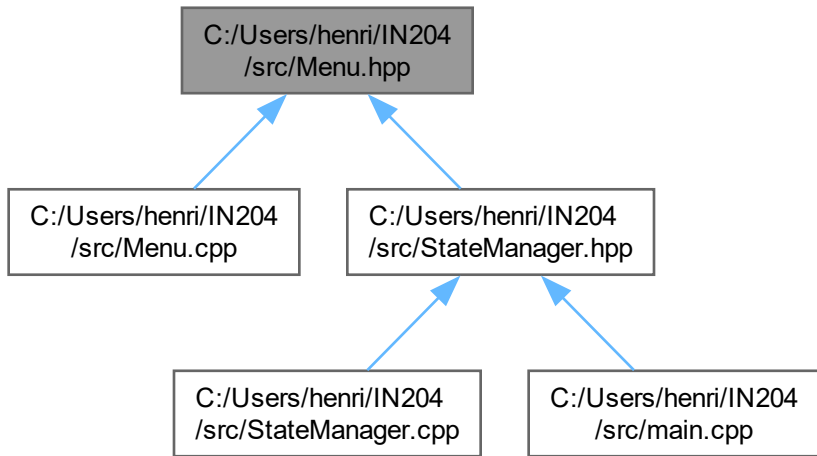 C:/Users/henri/IN204
/src/Menu.hpp
C:/Users/henri/IN204
/src/Menu.cpp
C:/Users/henri/IN204
/src/StateManager.hpp
C:/Users/henri/IN204
/src/StateManager.cpp
C:/Users/henri/IN204
/src/main.cpp